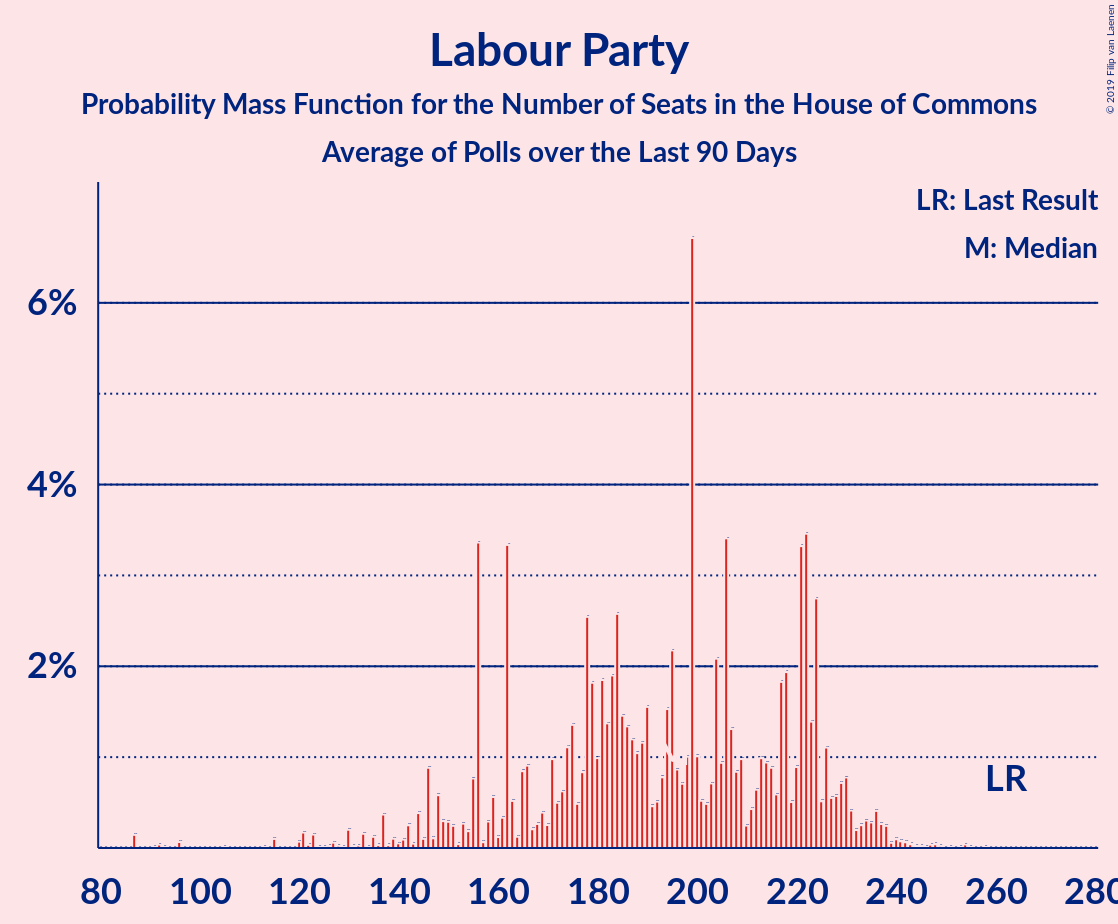 Labour Party
Probability Mass Function for the Number of Seats in the House of Commons
Average of Polls over the Last 90 Days
© 2019 Filip van Laenen
LR: Last Result
M: Median
6%
4%
2%
LR
80 100 120 140 160 180 200 220 240 260 280